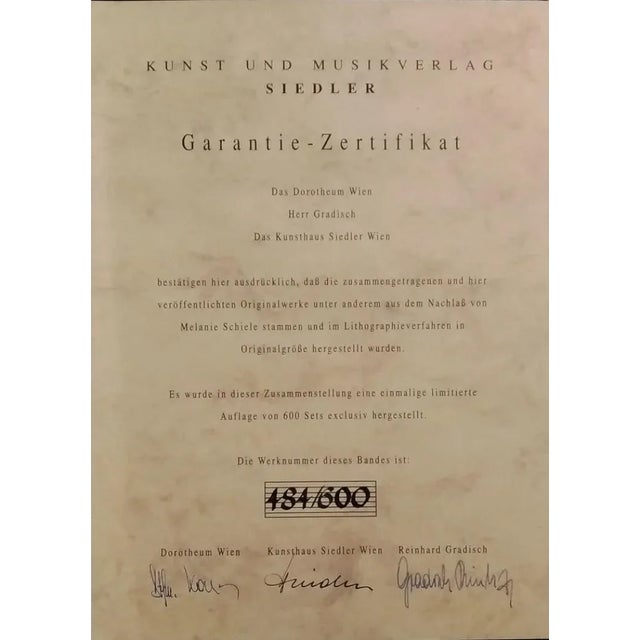 KUNST UND MUSIKVERLAG
SIEDLER
Garantie-Zertifikat
Das Dorotheum Wien
Herr Gradisch
Das Kunsthaus Siedler Wien
bestätigen hier ausdrücklich, daß die zusammengetragenen und hier
veröffentlichten Originalwerke unter anderem aus dem Nachlaß von
Melanie Schiele stammen und im Lithographieverfahren in
Originalgröße hergestellt wurden.
Es wurde in dieser Zusammenstellung eine einmalige limitierte
Auflage von 600 Sets exclusiv hergestellt.
Die Werknummer dieses Bandes ist:
484/600
Dorotheum Wien Kunsthaus Siedler Wien Reinhard Gradisch